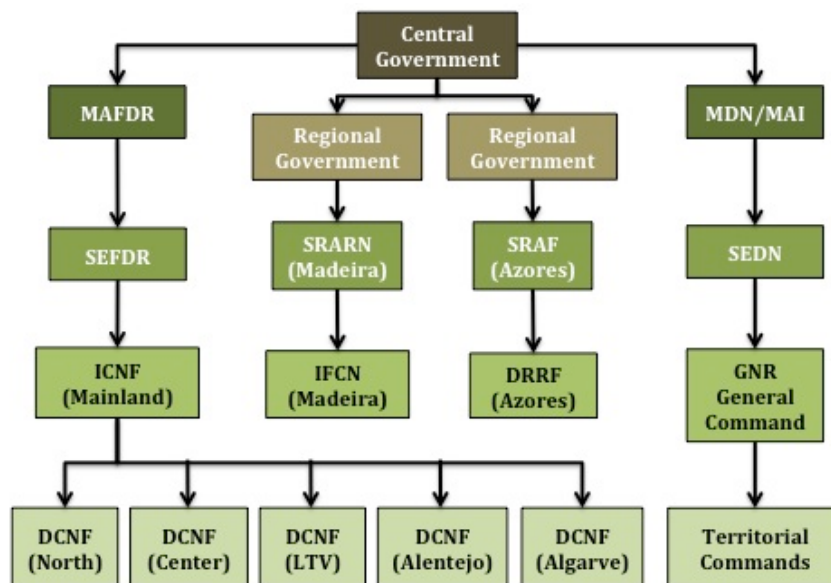 Central
Government
MAFDR
Regional
Government
Regional
Government
MDN/MAI
SEFDR
SRARN
(Madeira)
SRAF
(Azores)
SEDN
ICNF
(Mainland)
IFCN
(Madeira)
DRRF
(Azores)
GNR
General
Command
DCNF
(North)
DCNF
(Center)
DCNF
(LTV)
DCNF
(Alentejo)
DCNF
(Algarve)
Territorial
Commands